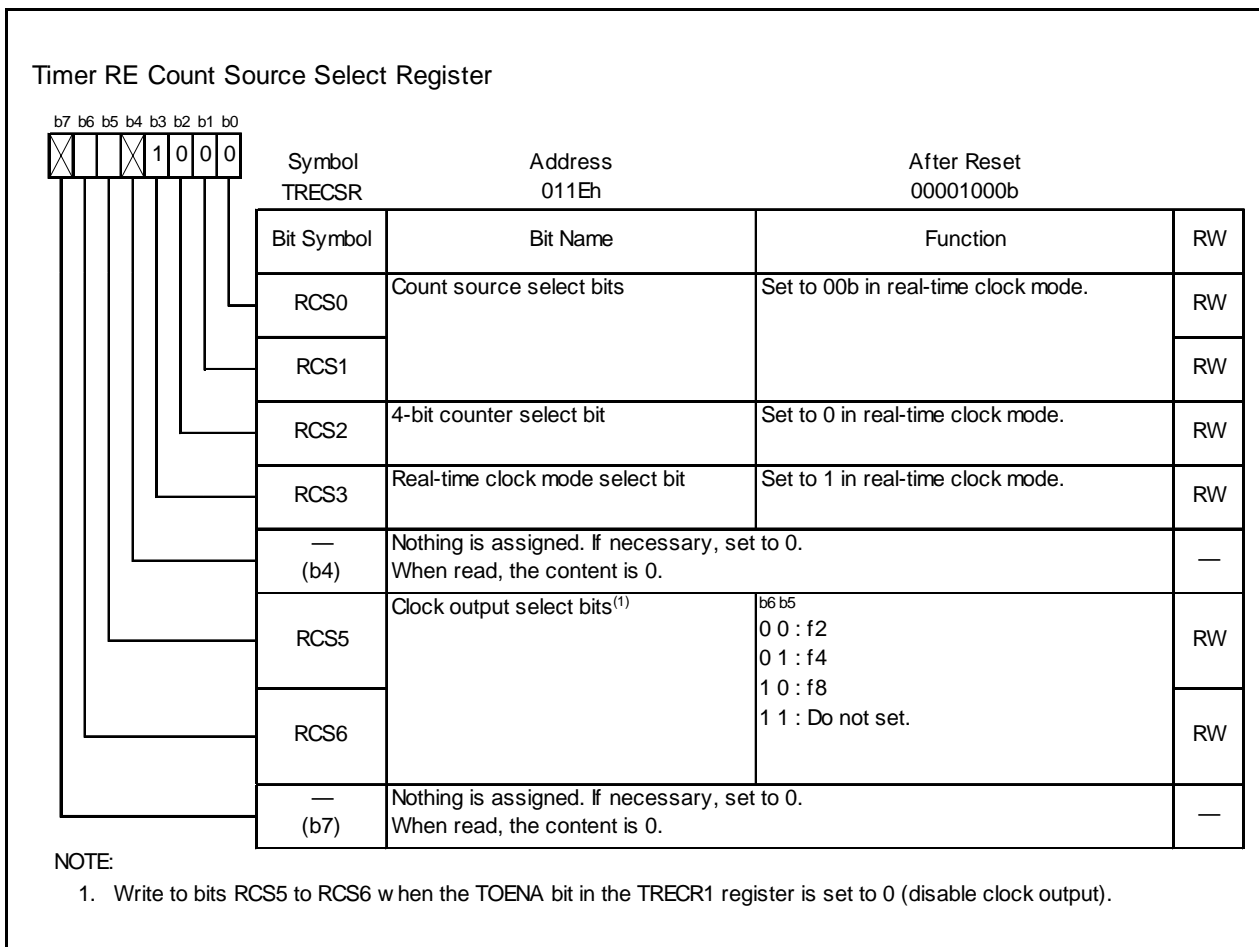 Timer RE Count Source Select Register
b7 b6 b5 b4 b3 b2 b1 b0
1 0 0 0
Symbol Address After Reset
TRECSR 011Eh 00001000b
Bit Symbol Bit Name Function RW
RCS0 Count source select bits Set to 00b in real-time clock mode. RW
RCS1 RW
RCS2 4-bit counter select bit Set to 0 in real-time clock mode. RW
RCS3 Real-time clock mode select bit Set to 1 in real-time clock mode. RW
— Nothing is assigned. If necessary, set to 0. —
(b4) When read, the content is 0.
RCS5 Clock output select bits(1) b6 b5 RW
0 0 : f2
0 1 : f4
1 0 : f8
RCS6 1 1 : Do not set. RW
— Nothing is assigned. If necessary, set to 0. —
(b7) When read, the content is 0.
NOTE:
1. Write to bits RCS5 to RCS6 w hen the TOENA bit in the TRECR1 register is set to 0 (disable clock output).